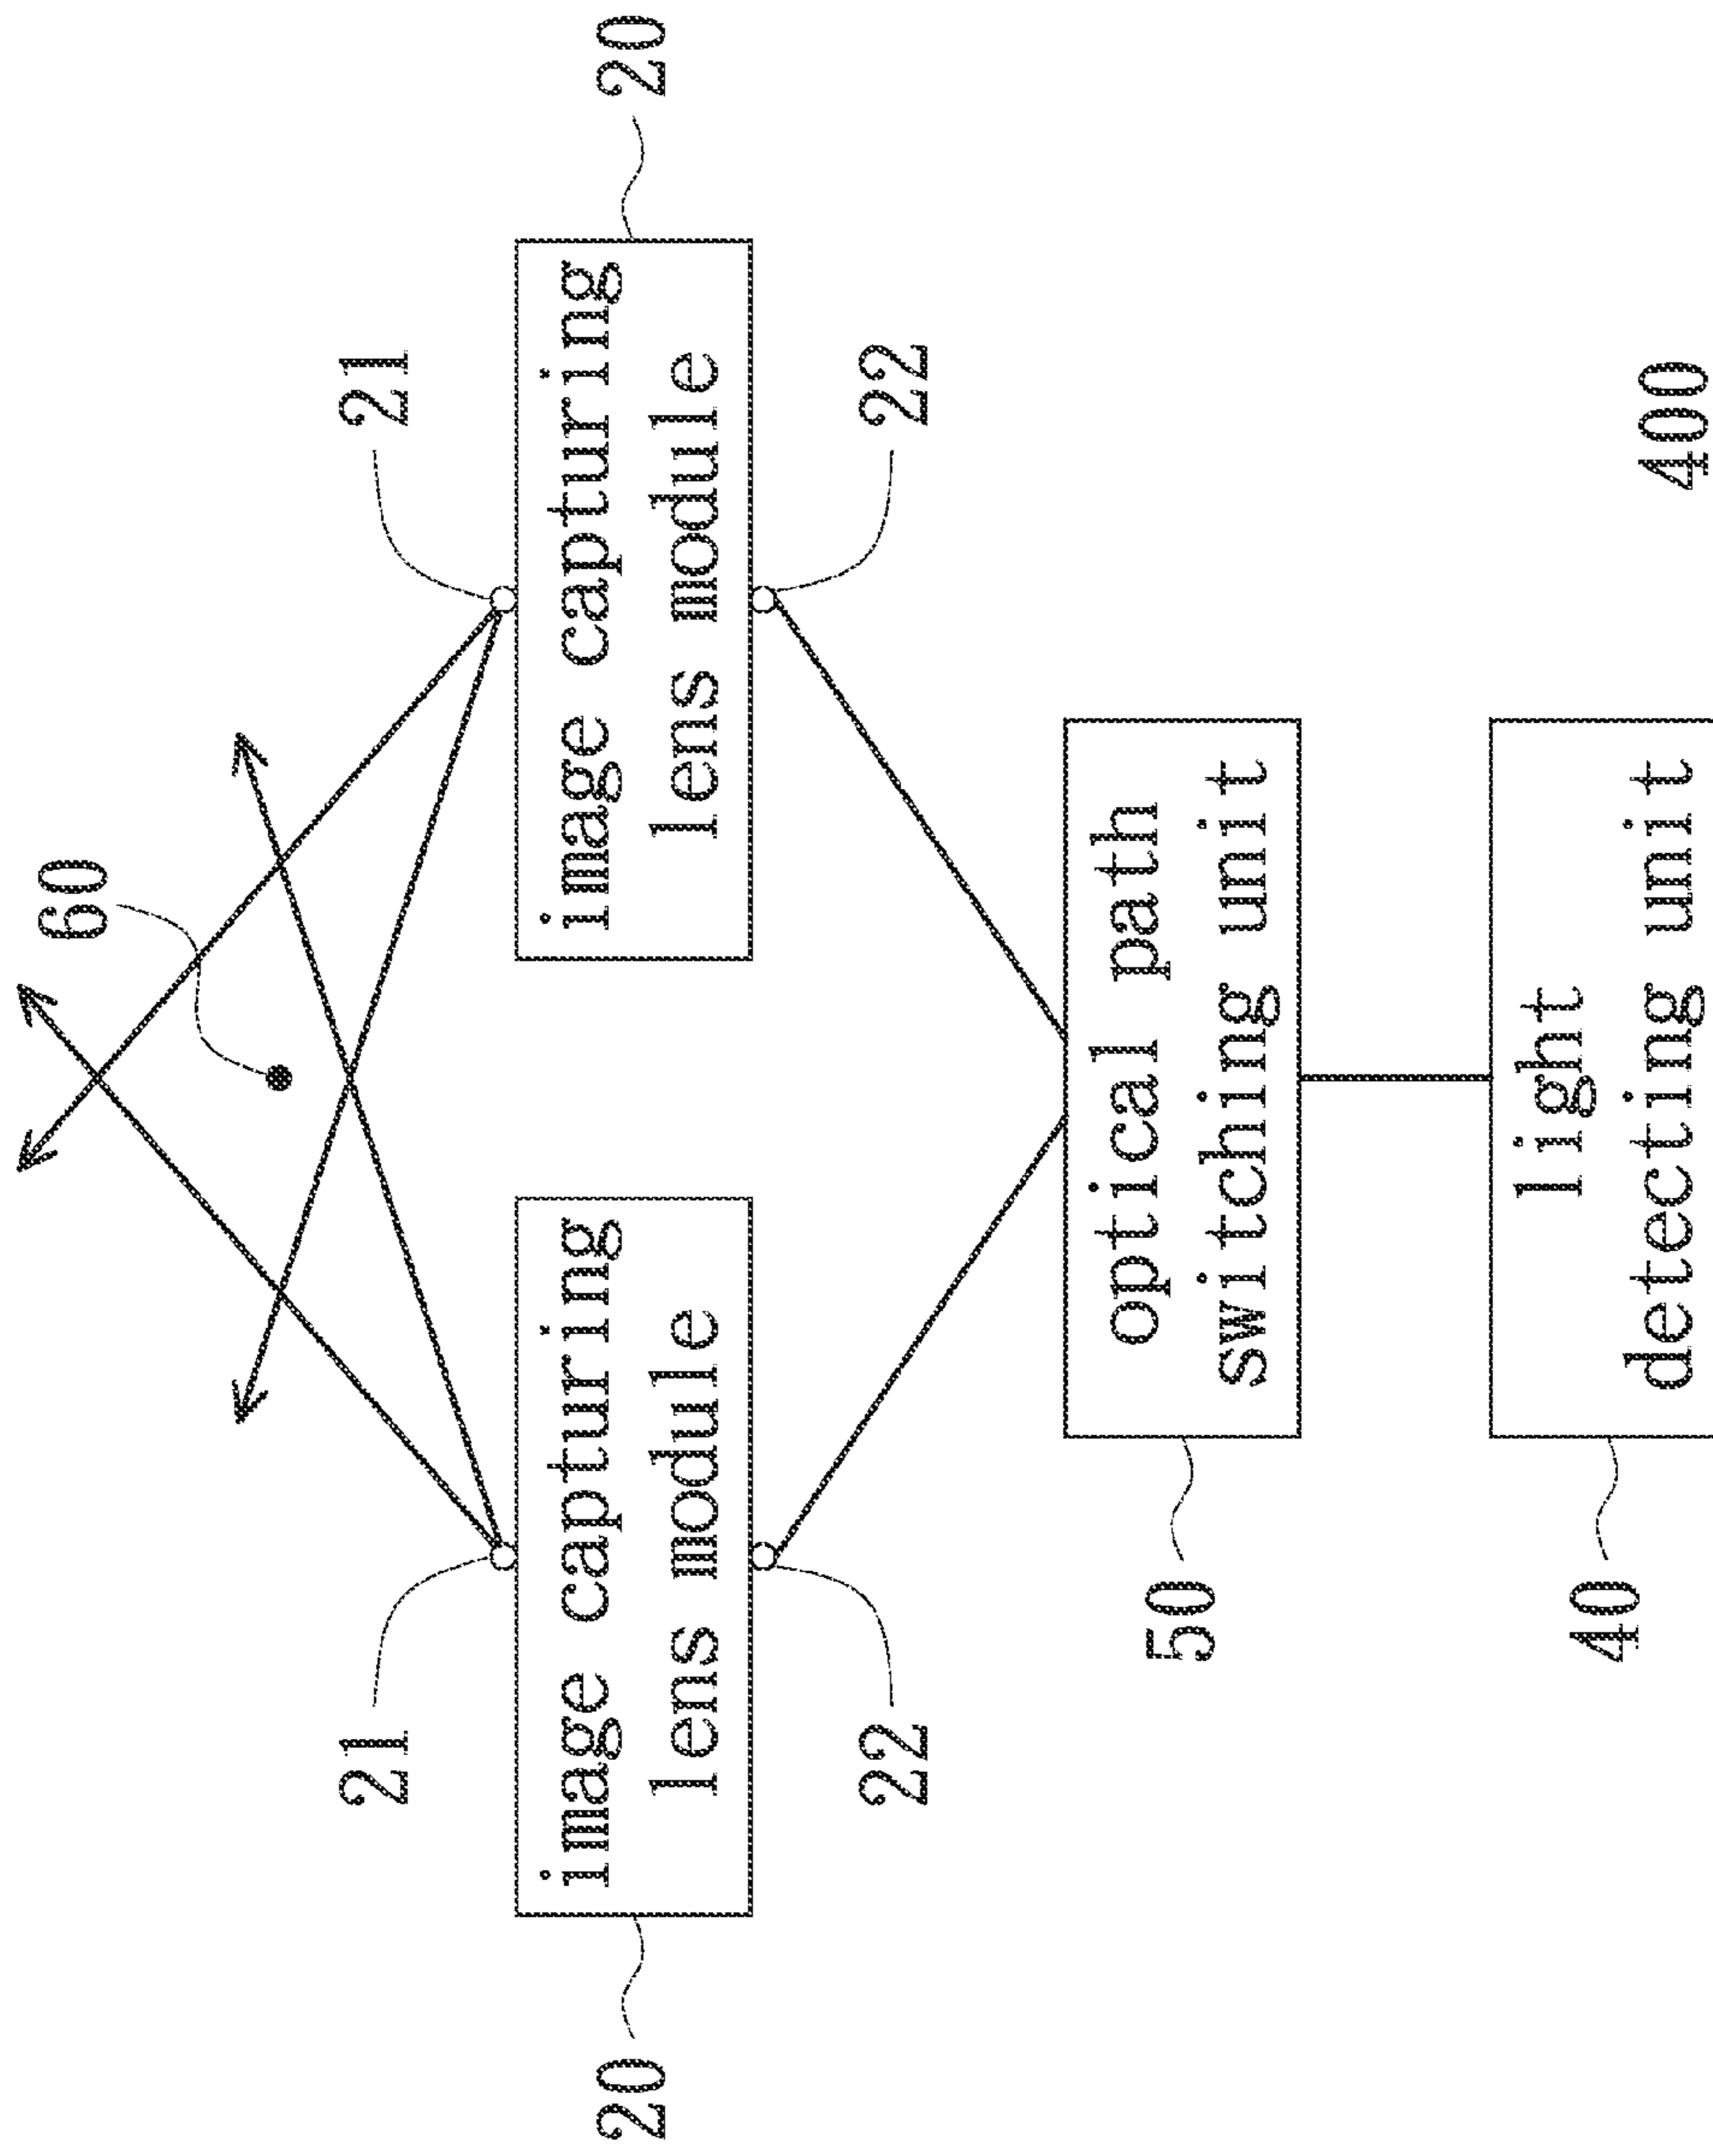 60
21
21
20
image capturing
lens module
image capturing
lens module
20
22
22
50
optical path
switching unit
40
light
detecting unit
400